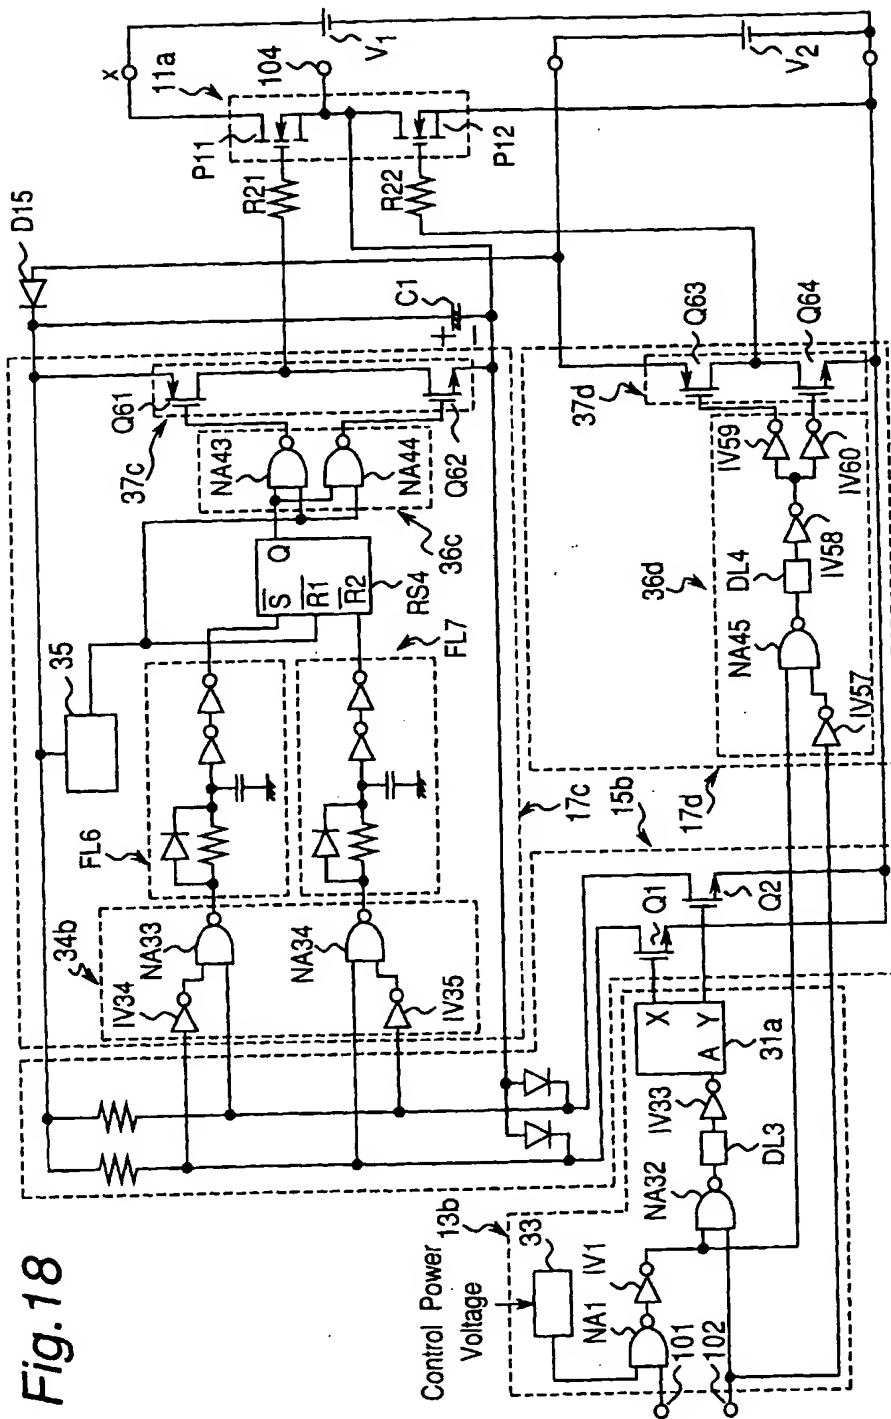 Fig.18
X
11a
104
V1
V2
P11
P12
R21
R22
D15
C1
+
-
Q61
37c
Q62
Q63
Q64
37d
NA43
NA44
36c
IV59
IV60
IV58
DL4
36d
NA45
IV57
Q
S
R1
R2
RS4
FL7
35
17c
17d
15b
FL6
34b
NA33
IV34
NA34
IV35
Q1
Q2
X
Y
A
31a
IV33
DL3
NA32
13b
33
Control Power
Voltage
IV1
NA1
101
102